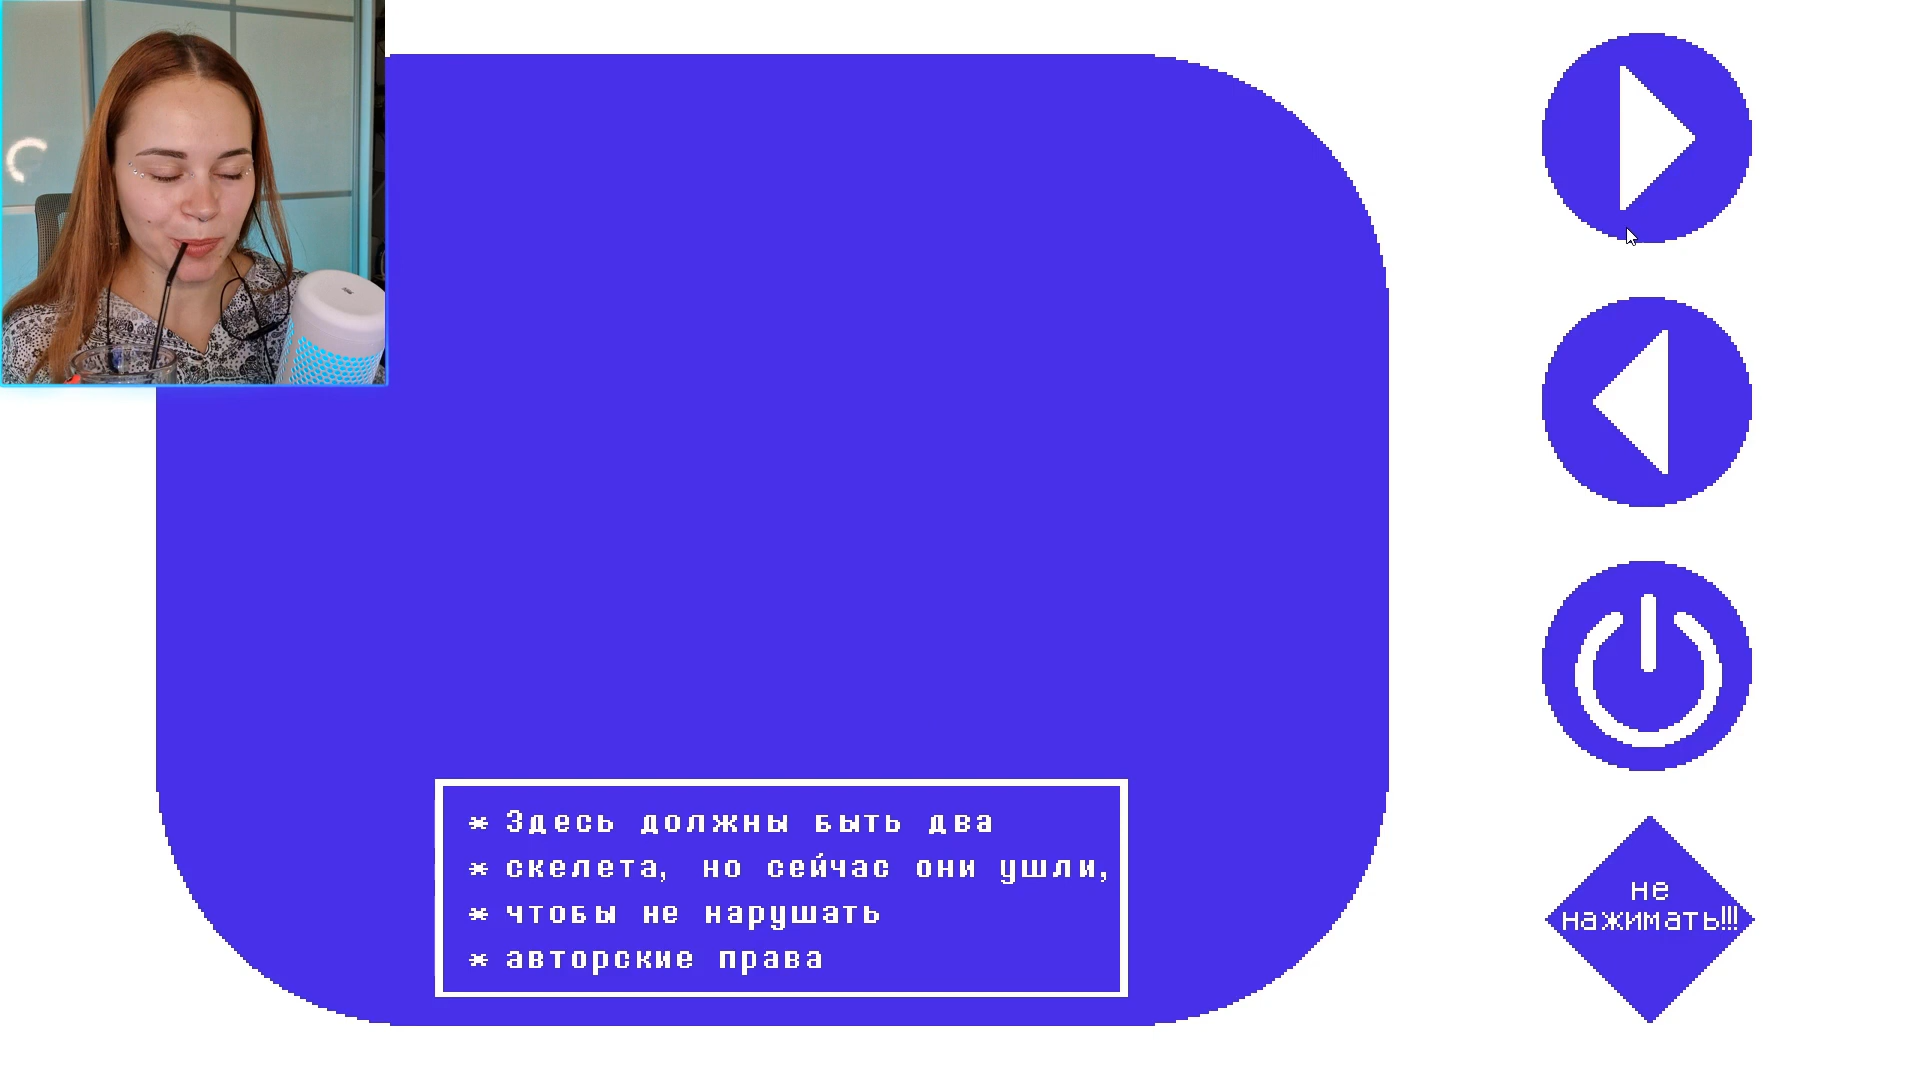 * Здесь должны быть два
* скелета, но сейчас они ушли,
* чтобы не нарушать
* авторские права
не
нажимать!!!